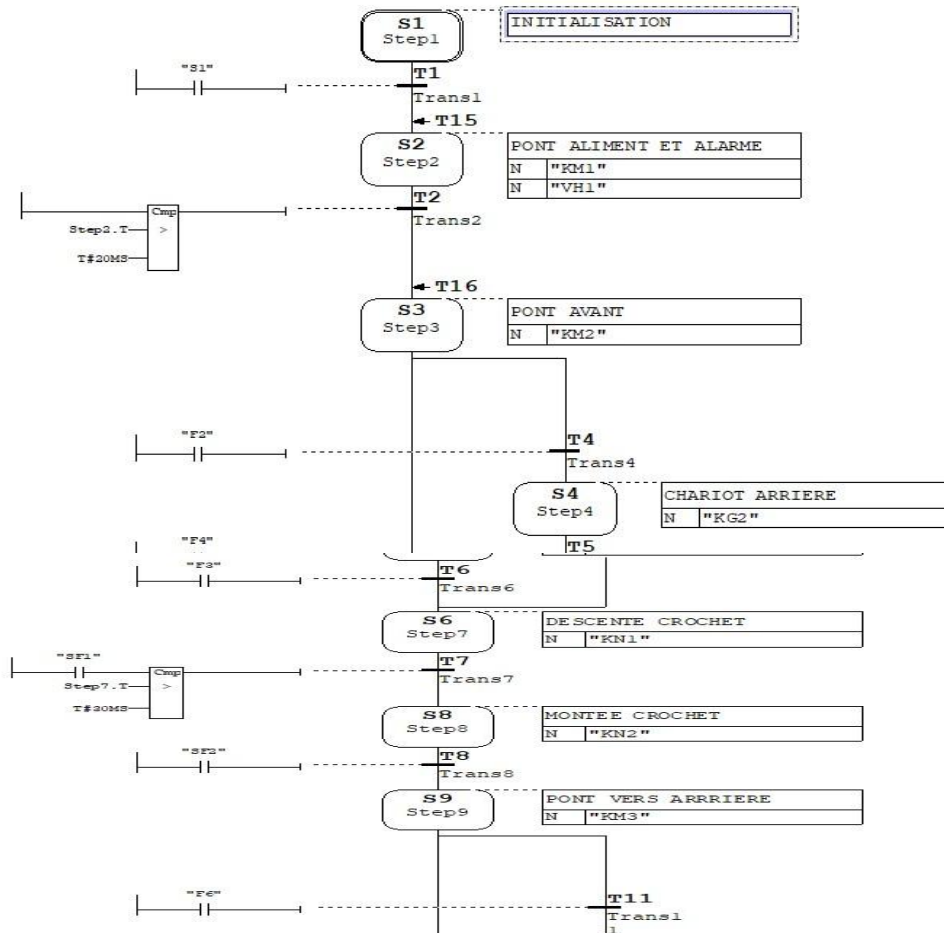 S1
Step1
INITIALISATION
"S1"
T1
Trans1
T15
S2
Step2
PONT ALIMENT ET ALARME
N "KM1"
N "VH1"
T2
Trans2
Cmp
Step2.T
>
T#20MS
T16
S3
Step3
PONT AVANT
N "KM2"
"F2"
T4
Trans4
S4
Step4
CHARIOT ARRIERE
N "KG2"
"F4"
T5
"F3"
T6
Trans6
S6
Step7
DESCENTE CROCHET
N "KN1"
"SF1"
T7
Trans7
Cmp
Step7.T
>
T#30MS
S8
Step8
MONTEE CROCHET
N "KN2"
"SF2"
T8
Trans8
S9
Step9
PONT VERS ARRRIERE
N "KM3"
"F6"
T11
Trans1
1